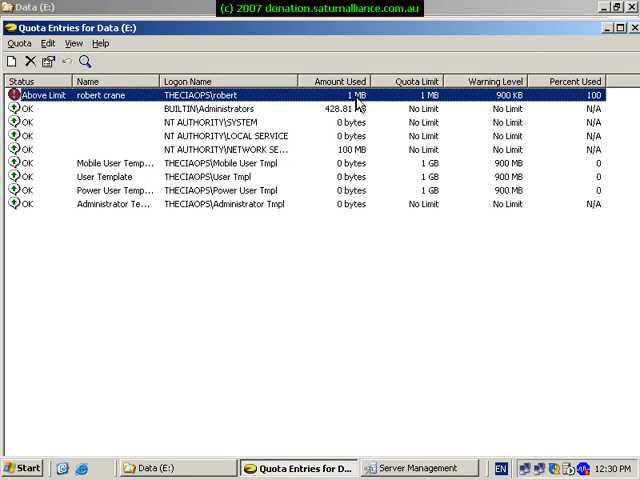 Data (E:)
(c) 2007 donation.saturnalliance.com.au
Quota Entries for Data (E:)
Quota Edit View Help
Status Name Logon Name Amount Used Quota Limit Warning Level Percent Used
Above Limit robert crane THECIAOPS\robert 1 MB 1 MB 900 KB 100
OK BUILTIN\Administrators 428.81 No Limit No Limit N/A
OK NT AUTHORITY\SYSTEM 0 bytes No Limit No Limit N/A
OK NT AUTHORITY\LOCAL SERVICE 0 bytes No Limit No Limit N/A
OK NT AUTHORITY\NETWORK SE... 100 MB No Limit No Limit N/A
OK Mobile User Temp... THECIAOPS\Mobile User Tmpl 0 bytes 1 GB 900 MB 0
OK User Template THECIAOPS\User Tmpl 0 bytes 1 GB 900 MB 0
OK Power User Temp... THECIAOPS\Power User Tmpl 0 bytes 1 GB 900 MB 0
OK Administrator Te... THECIAOPS\Administrator Tmpl 0 bytes No Limit No Limit N/A
Start Data (E:) Quota Entries for D... Server Management EN 12:30 PM